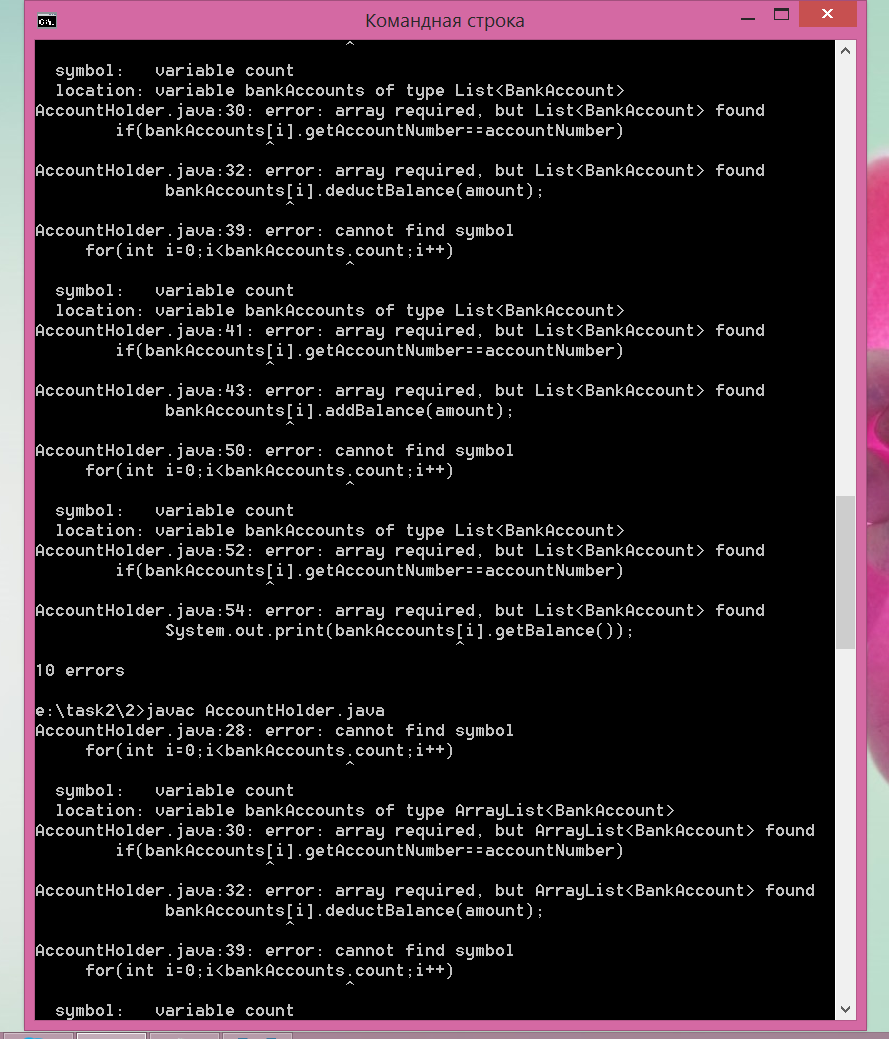 Командная строка
^
symbol:   variable count
location: variable bankAccounts of type List<BankAccount>
AccountHolder.java:30: error: array required, but List<BankAccount> found
if(bankAccounts[i].getAccountNumber==accountNumber)
^
AccountHolder.java:32: error: array required, but List<BankAccount> found
bankAccounts[i].deductBalance(amount);
^
AccountHolder.java:39: error: cannot find symbol
for(int i=0;i<bankAccounts.count;i++)
^
symbol:   variable count
location: variable bankAccounts of type List<BankAccount>
AccountHolder.java:41: error: array required, but List<BankAccount> found
if(bankAccounts[i].getAccountNumber==accountNumber)
^
AccountHolder.java:43: error: array required, but List<BankAccount> found
bankAccounts[i].addBalance(amount);
^
AccountHolder.java:50: error: cannot find symbol
for(int i=0;i<bankAccounts.count;i++)
^
symbol:   variable count
location: variable bankAccounts of type List<BankAccount>
AccountHolder.java:52: error: array required, but List<BankAccount> found
if(bankAccounts[i].getAccountNumber==accountNumber)
^
AccountHolder.java:54: error: array required, but List<BankAccount> found
System.out.print(bankAccounts[i].getBalance());
^
10 errors
e:\task2\2>javac AccountHolder.java
AccountHolder.java:28: error: cannot find symbol
for(int i=0;i<bankAccounts.count;i++)
^
symbol:   variable count
location: variable bankAccounts of type ArrayList<BankAccount>
AccountHolder.java:30: error: array required, but ArrayList<BankAccount> found
if(bankAccounts[i].getAccountNumber==accountNumber)
^
AccountHolder.java:32: error: array required, but ArrayList<BankAccount> found
bankAccounts[i].deductBalance(amount);
^
AccountHolder.java:39: error: cannot find symbol
for(int i=0;i<bankAccounts.count;i++)
^
symbol:   variable count